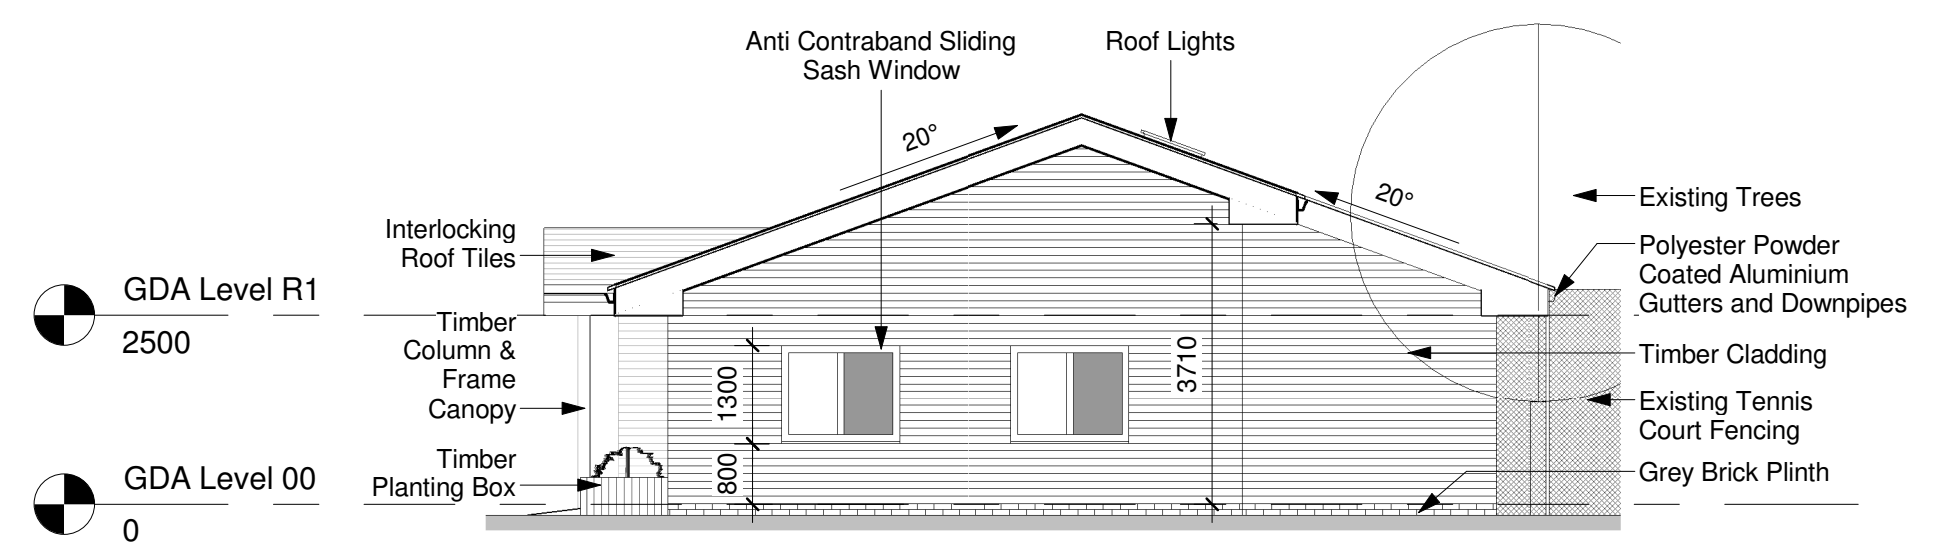 Anti Contraband Sliding
Sash Window
Roof Lights
20°
20°
Interlocking
Roof Tiles
Existing Trees
Polyester Powder
Coated Aluminium
Gutters and Downpipes
GDA Level R1
2500
Timber
Column &
Frame
Canopy
1300
3710
Timber Cladding
Existing Tennis
Court Fencing
Timber
Planting Box
800
Grey Brick Plinth
GDA Level 00
0